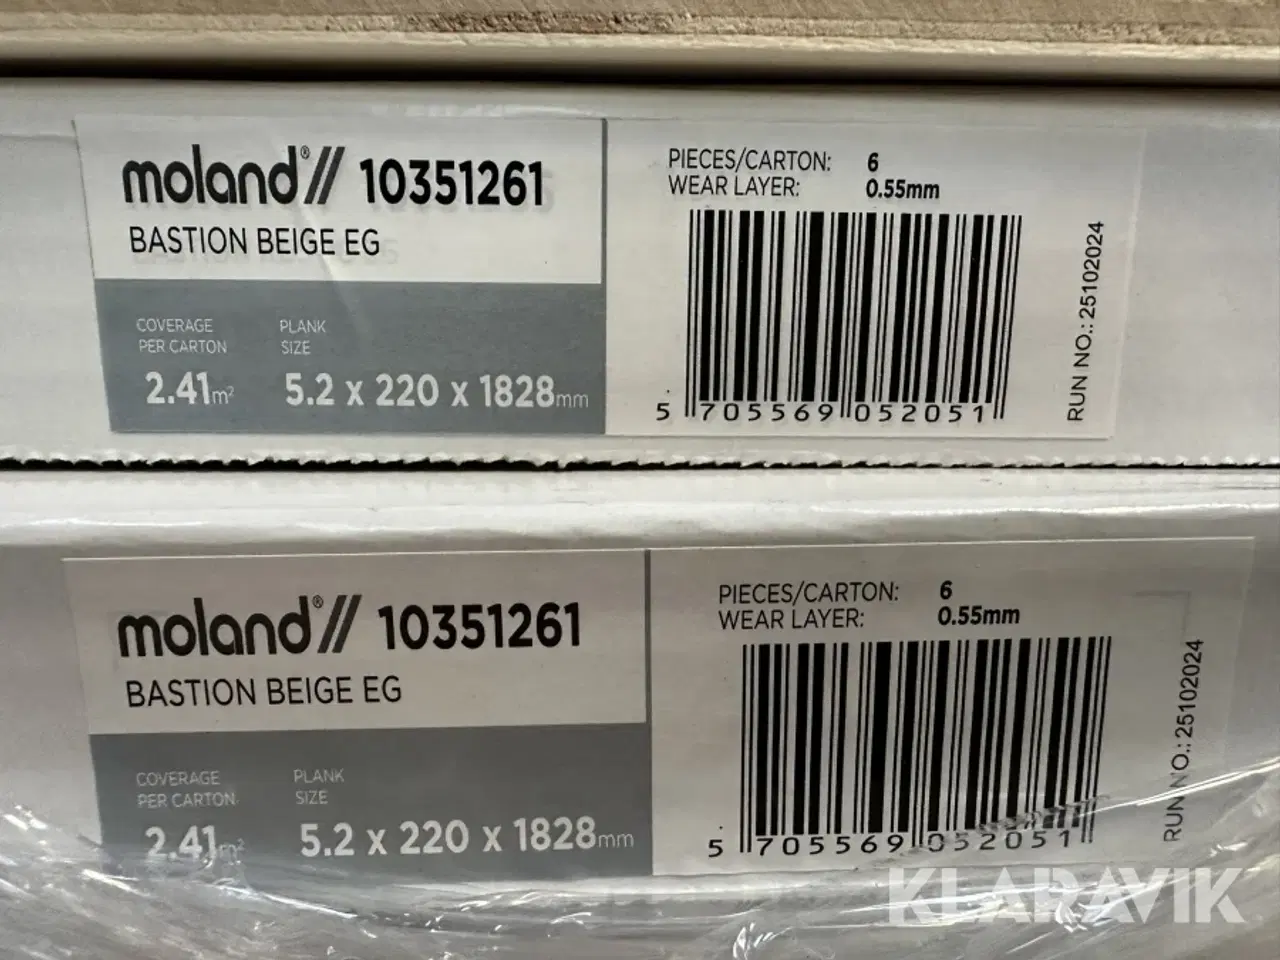 moland®// 10351261
BASTION BEIGE EG
COVERAGE
PER CARTON
2.41m²
PLANK
SIZE
5.2 x 220 x 1828mm
PIECES/CARTON: 6
WEAR LAYER: 0.55mm
5 705569 052051
RUN NO.: 25102024
moland®// 10351261
BASTION BEIGE EG
COVERAGE
PER CARTON
2.41m²
PLANK
SIZE
5.2 x 220 x 1828mm
PIECES/CARTON: 6
WEAR LAYER: 0.55mm
5 705569 052051
RUN NO.: 25102024
KLARAVIK